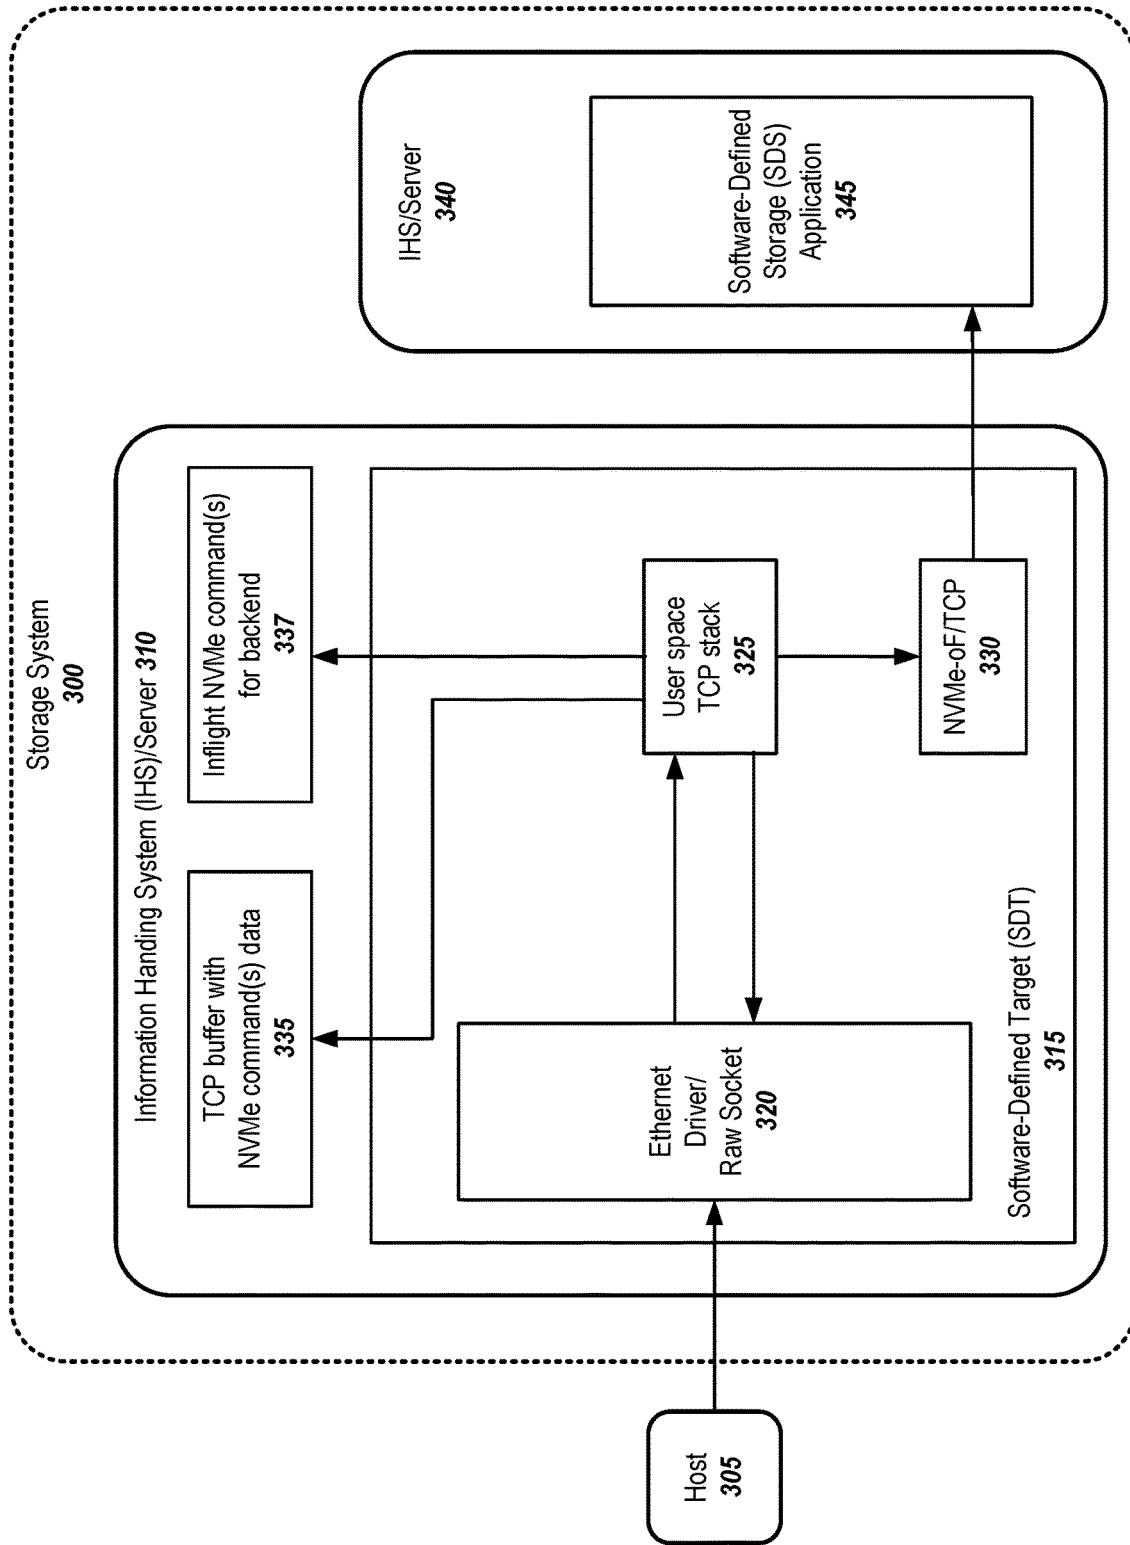 Storage System
300
Information Handing System (IHS)/Server 310
TCP buffer with
NVMe command(s) data
335
Inflight NVMe command(s)
for backend
337
IHS/Server
340
Host
305
Ethernet
Driver/
Raw Socket
320
User space
TCP stack
325
Software-Defined
Storage (SDS)
Application
345
NVMe-oF/TCP
330
Software-Defined Target (SDT)
315